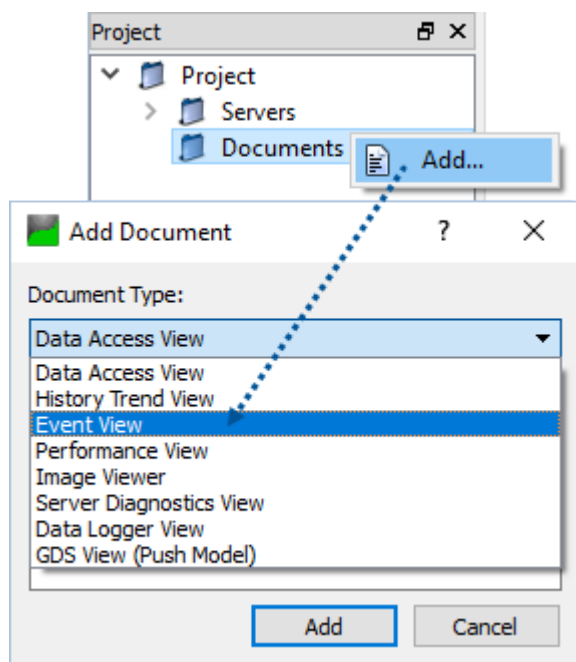 Project
Project
Servers
Documents
Add...
Add Document ?
Document Type:
Data Access View
Data Access View
History Trend View
Event View
Performance View
Image Viewer
Server Diagnostics View
Data Logger View
GDS View (Push Model)
Add Cancel